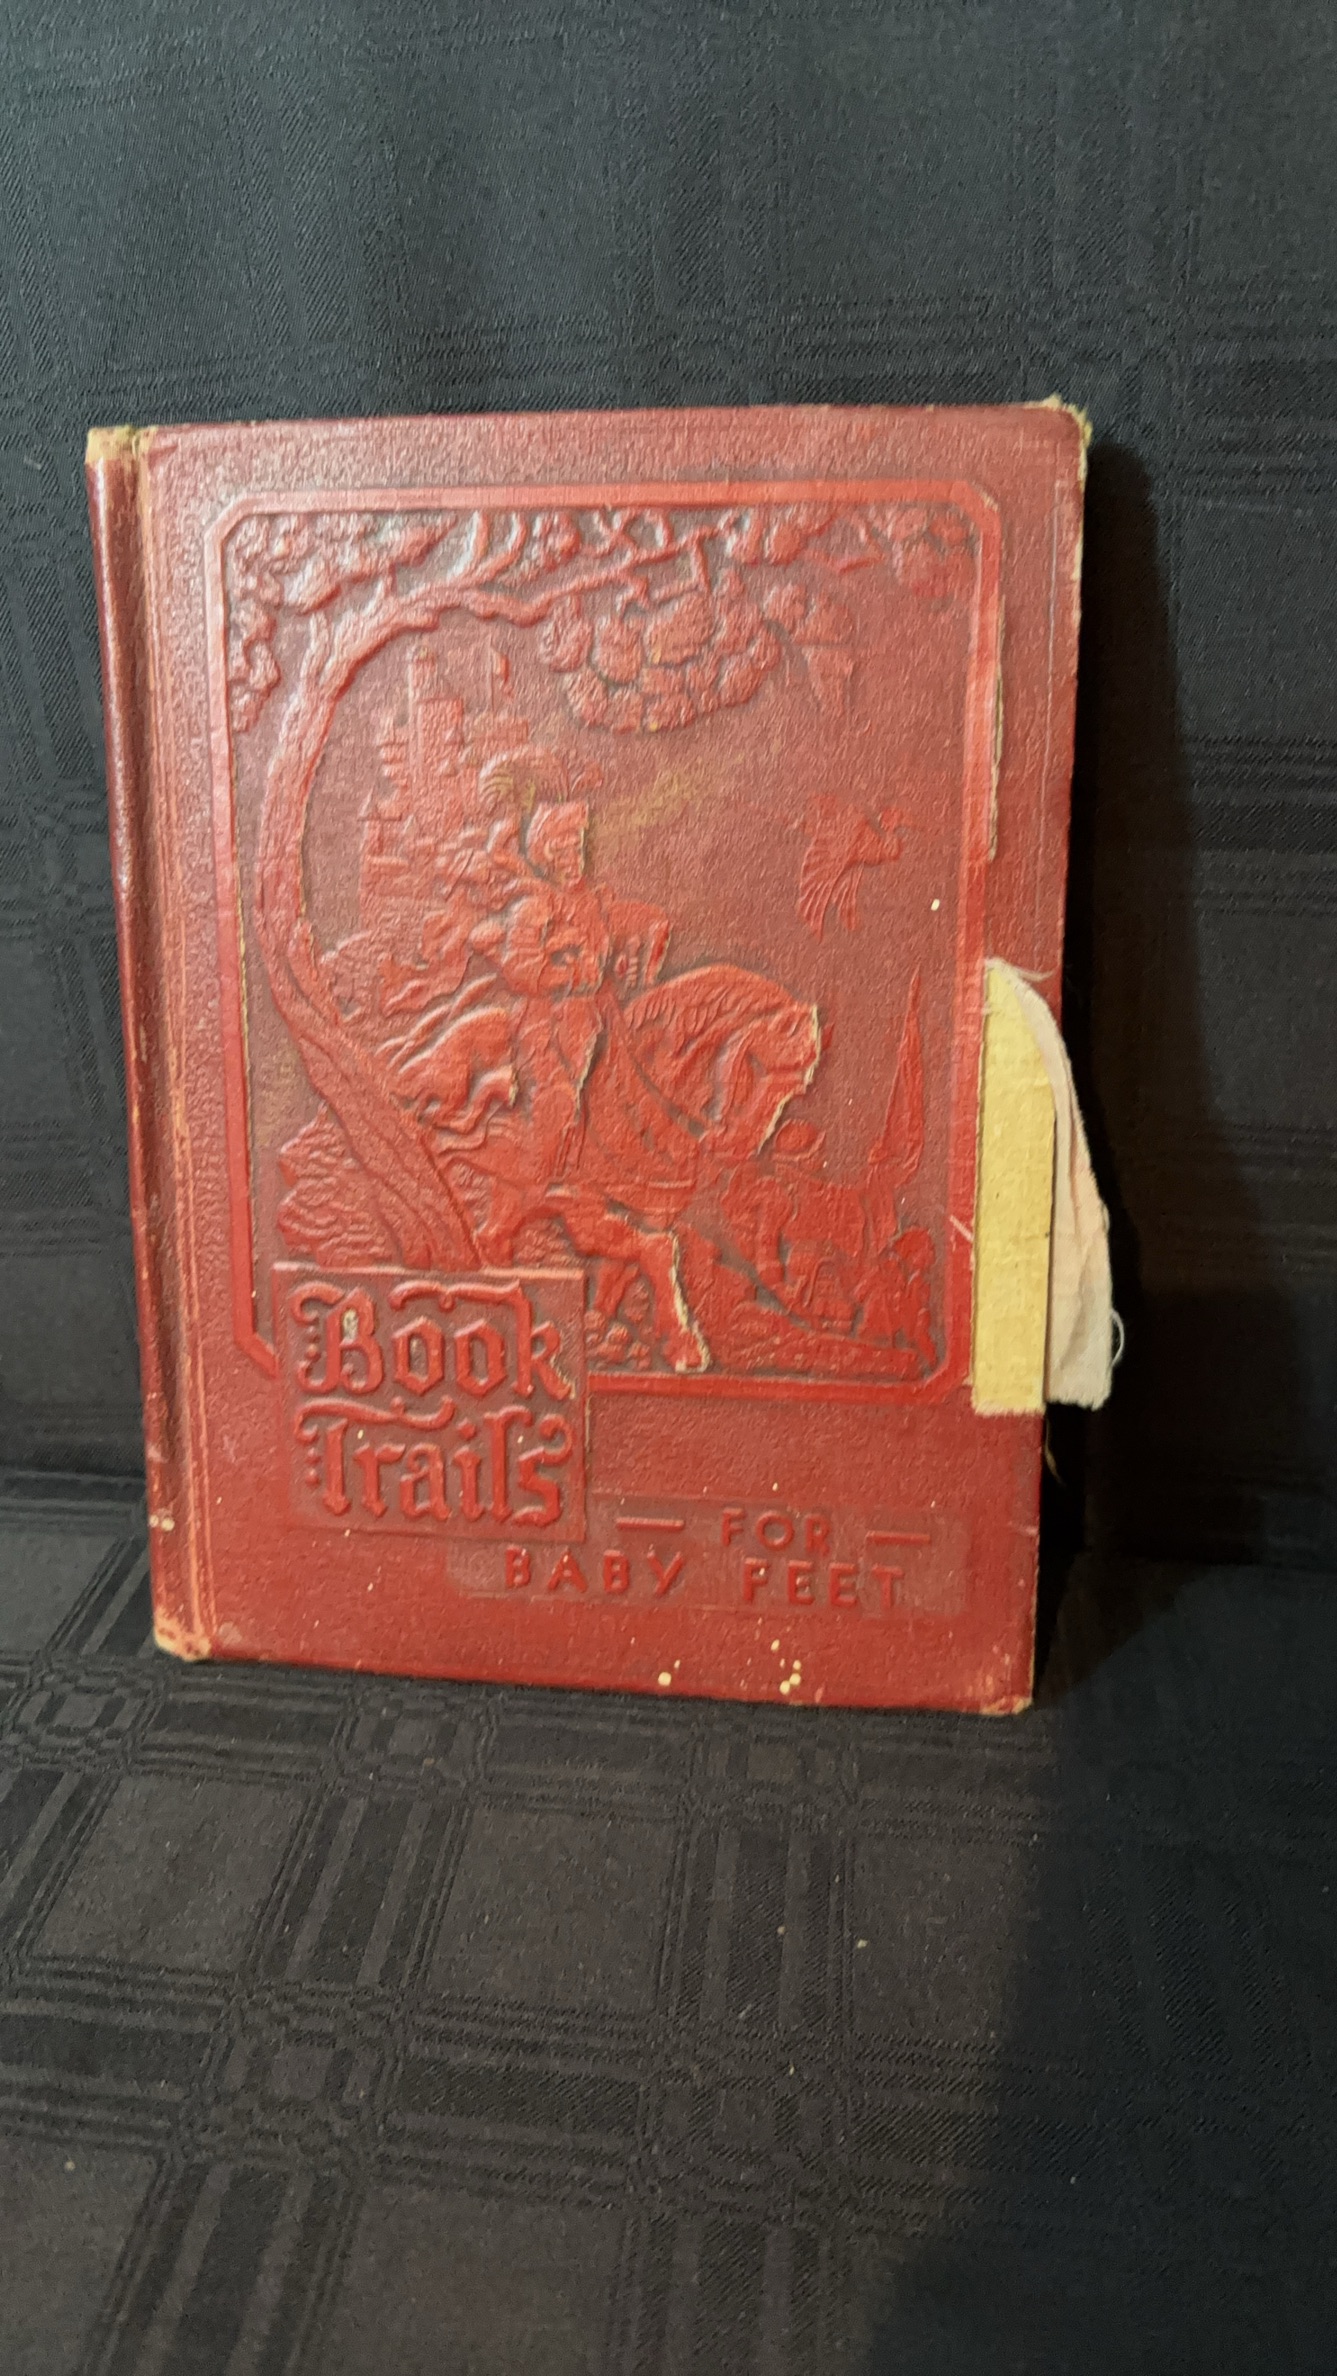 Book
Trails
— FOR —
BABY FEET